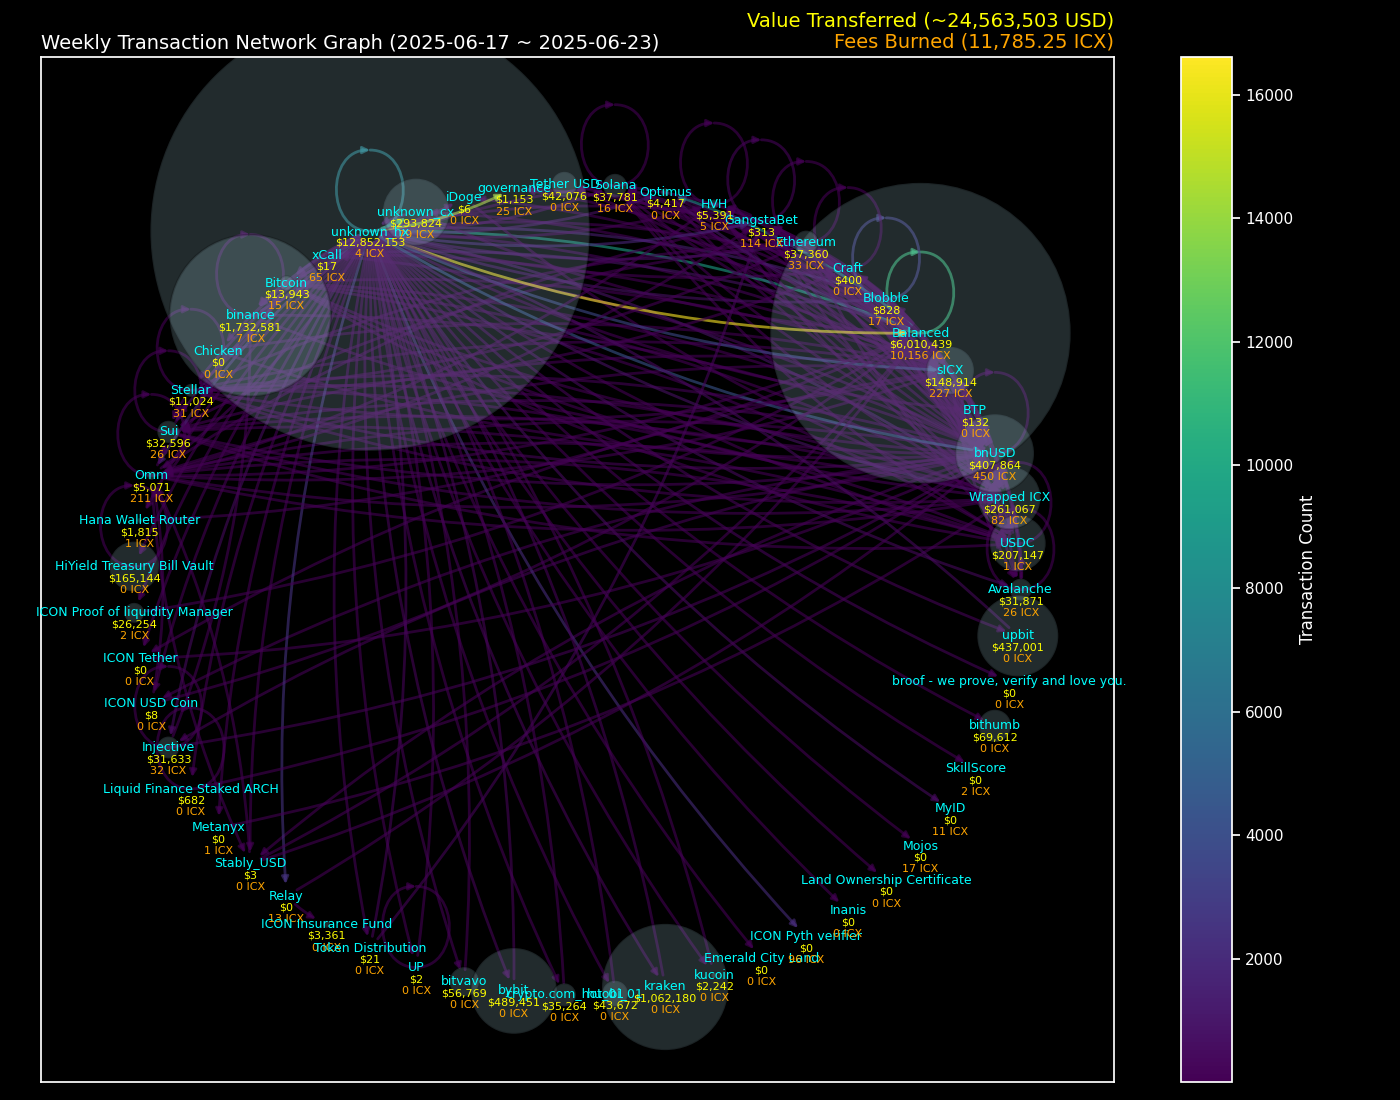 Value Transferred (~24,563,503 USD)
Weekly Transaction Network Graph (2025-06-17 ~ 2025-06-23)
Fees Burned (11,785.25 ICX)
iDoge
$6
0 ICX
governance
$1,153
25 ICX
Tether USD
$42,076
0 ICX
Solana
$37,781
16 ICX
Optimus
$4,417
0 ICX
HVH
$5,391
5 ICX
GangstaBet
$313
114 ICX
Ethereum
$37,360
33 ICX
Craft
$400
0 ICX
Blobble
$828
17 ICX
Balanced
$6,010,439
10,156 ICX
sICX
$148,914
227 ICX
BTP
$132
0 ICX
bnUSD
$407,864
450 ICX
Wrapped ICX
$261,067
82 ICX
USDC
$207,147
1 ICX
Avalanche
$31,871
26 ICX
upbit
$437,001
0 ICX
broof - we prove, verify and love you.
$0
0 ICX
bithumb
$69,612
0 ICX
SkillScore
$0
2 ICX
MyID
$0
11 ICX
Mojos
$0
17 ICX
Land Ownership Certificate
$0
0 ICX
Inanis
$0
ICON Pyth verifier
$0
Emerald City Land
$0
0 ICX
kucoin
$2,242
0 ICX
kraken
$1,062,180
0 ICX
$43,672
0 ICX
crypto.com_hot_01
$35,264
0 ICX
bybit
$489,451
0 ICX
bitvavo
$56,769
0 ICX
UP
$2
0 ICX
Token Distribution
$21
0 ICX
ICON Insurance Fund
$3,361
Relay
$0
13 ICX
Stably_USD
$3
0 ICX
Metanyx
$0
1 ICX
Liquid Finance Staked ARCH
$682
0 ICX
Injective
$31,633
32 ICX
ICON USD Coin
$8
0 ICX
ICON Tether
$0
0 ICX
ICON Proof of liquidity Manager
$26,254
2 ICX
HiYield Treasury Bill Vault
$165,144
0 ICX
Hana Wallet Router
$1,815
1 ICX
Omm
$5,071
211 ICX
Sui
$32,596
26 ICX
Stellar
$11,024
31 ICX
Chicken
$0
0 ICX
binance
$1,732,581
7 ICX
Bitcoin
$13,943
15 ICX
xCall
$17
65 ICX
$12,852,153
4 ICX
unknown_cx
$293,824
16000
14000
12000
10000
8000
6000
4000
2000
Transaction Count